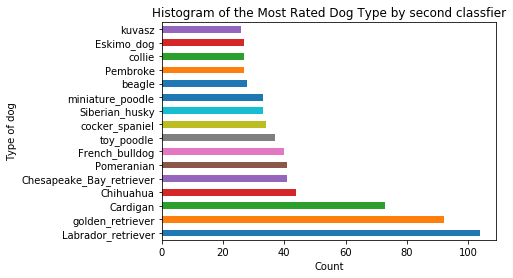 Histogram of the Most Rated Dog Type by second classfier
Type of dog
kuvasz
Eskimo_dog
collie
Pembroke
beagle
miniature_poodle
Siberian_husky
cocker_spaniel
toy_poodle
French_bulldog
Pomeranian
Chesapeake_Bay_retriever
Chihuahua
Cardigan
golden_retriever
Labrador_retriever
0 20 40 60 80 100
Count